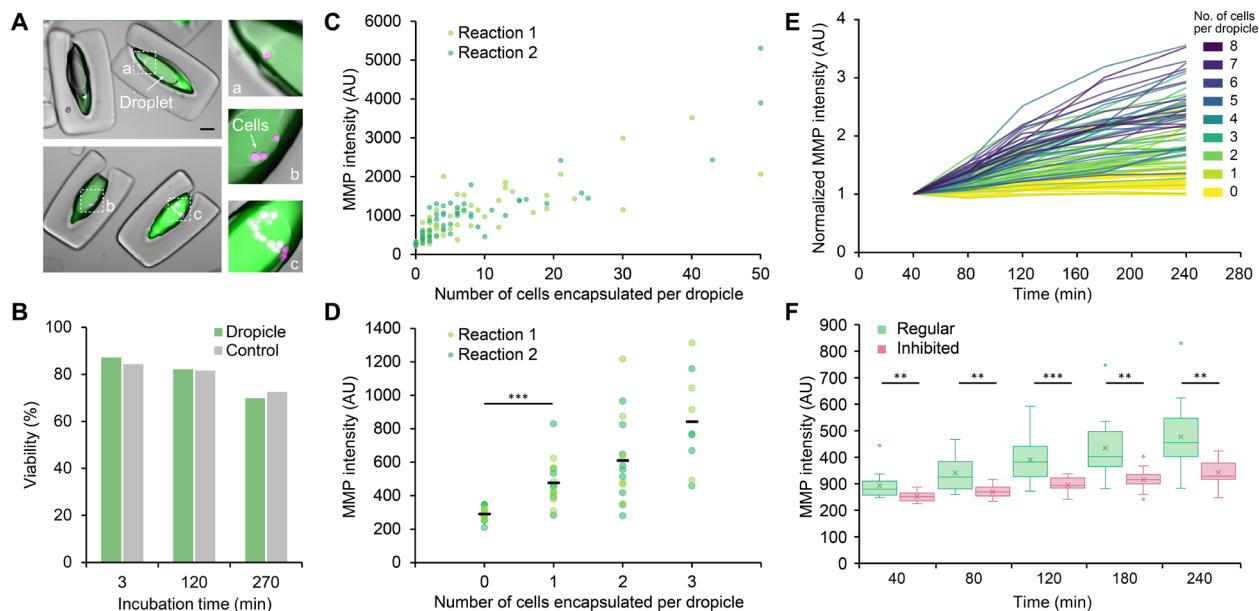 A
a
Droplet
a
Cells
b
b
c
c
B
Viability (%)
100
80
60
40
20
0
Dropicle
Control
3 120 270
Incubation time (min)
C
MMP intensity (AU)
6000
5000
4000
3000
2000
1000
0
Reaction 1
Reaction 2
0 10 20 30 40 50
Number of cells encapsulated per dropicle
D
MMP intensity (AU)
1400
1200
1000
800
600
400
200
0
Reaction 1
Reaction 2
***
0 1 2 3
Number of cells encapsulated per dropicle
E
Normalized MMP intensity (AU)
4
3
2
1
0
0 40 80 120 160 200 240 280
Time (min)
No. of cells
per dropicle
8
7
6
5
4
3
2
1
0
F
MMP intensity (AU)
900
800
700
600
500
400
900
200
100
0
Regular
Inhibited
** ** *** ** **
40 80 120 180 240
Time (min)